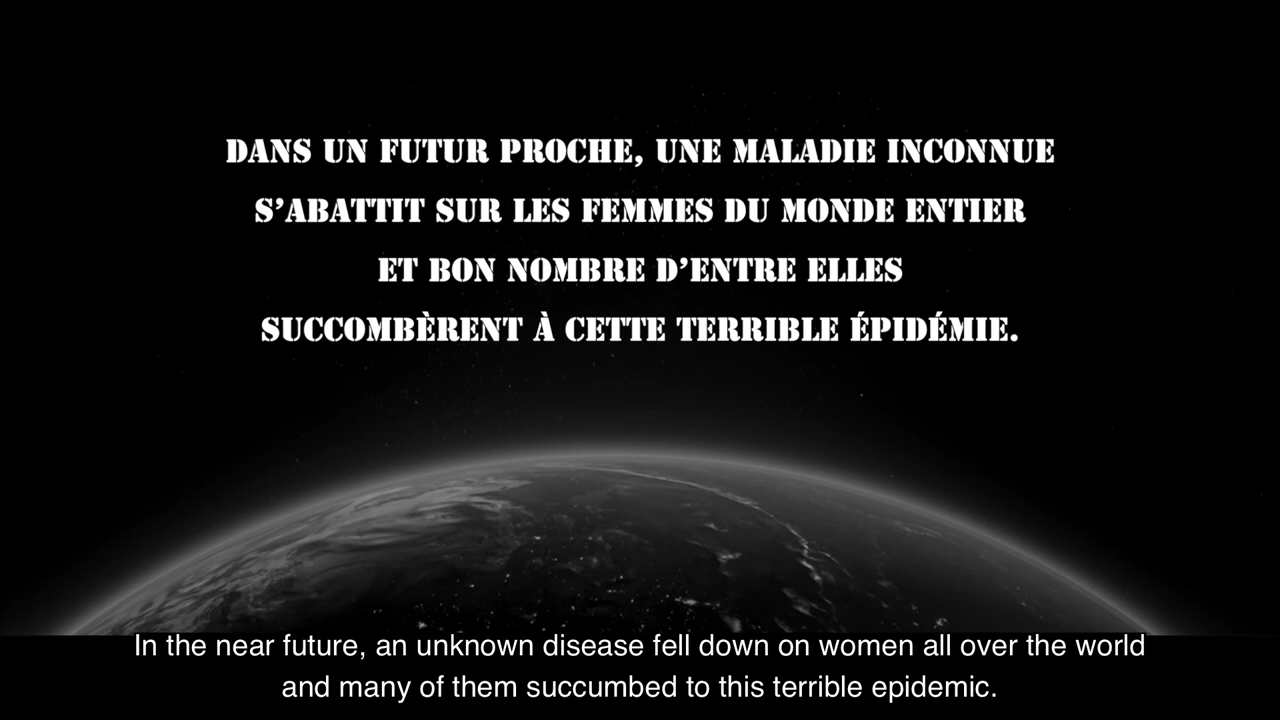 DANS UN FUTUR PROCHE, UNE MALADIE INCONNUE
S’ABATTIT SUR LES FEMMES DU MONDE ENTIER
ET BON NOMBRE D’ENTRE ELLES
SUCCOMBÈRENT À CETTE TERRIBLE ÉPIDÉMIE.
In the near future, an unknown disease fell down on women all over the world
and many of them succumbed to this terrible epidemic.